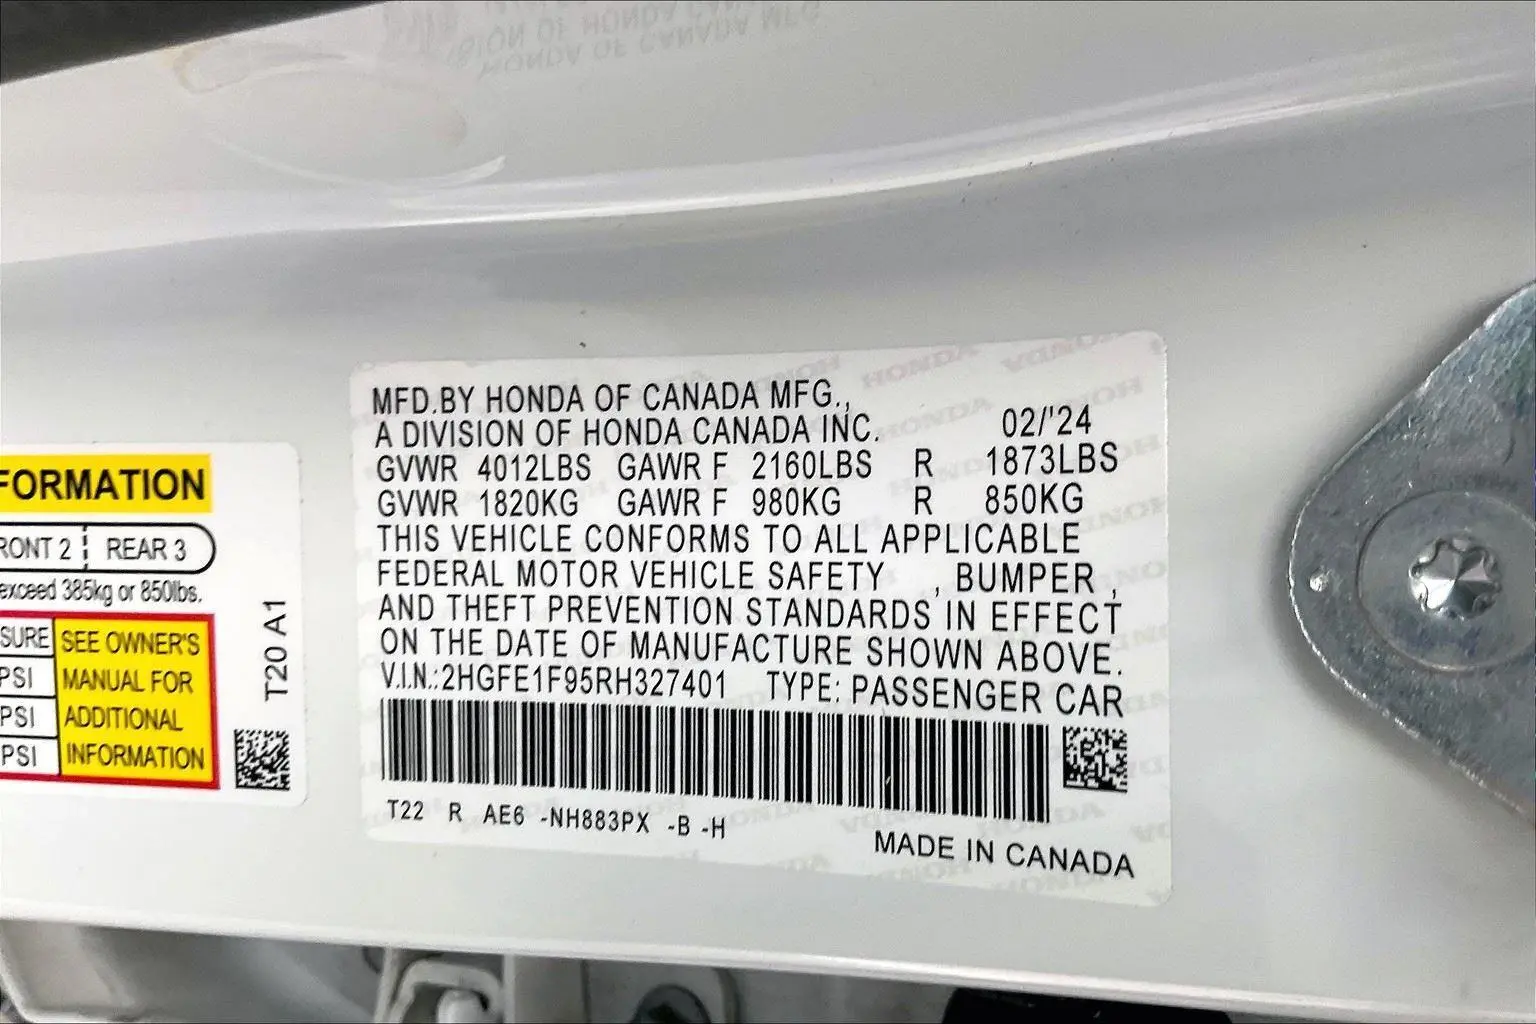 FORMATION
RONT 2 REAR 3
exceed 385kg or 850lbs.
SURE SEE OWNER'S
PSI MANUAL FOR
PSI ADDITIONAL
PSI INFORMATION
T20 A1
MFD.BY HONDA OF CANADA MFG.,
A DIVISION OF HONDA CANADA INC. 02/'24
GVWR 4012LBS GAWR F 2160LBS R 1873LBS
GVWR 1820KG GAWR F 980KG R 850KG
THIS VEHICLE CONFORMS TO ALL APPLICABLE
FEDERAL MOTOR VEHICLE SAFETY , BUMPER ,
AND THEFT PREVENTION STANDARDS IN EFFECT
ON THE DATE OF MANUFACTURE SHOWN ABOVE.
V.I.N.:2HGFE1F95RH327401 TYPE: PASSENGER CAR
T22 R AE6 -NH883PX -B -H
MADE IN CANADA